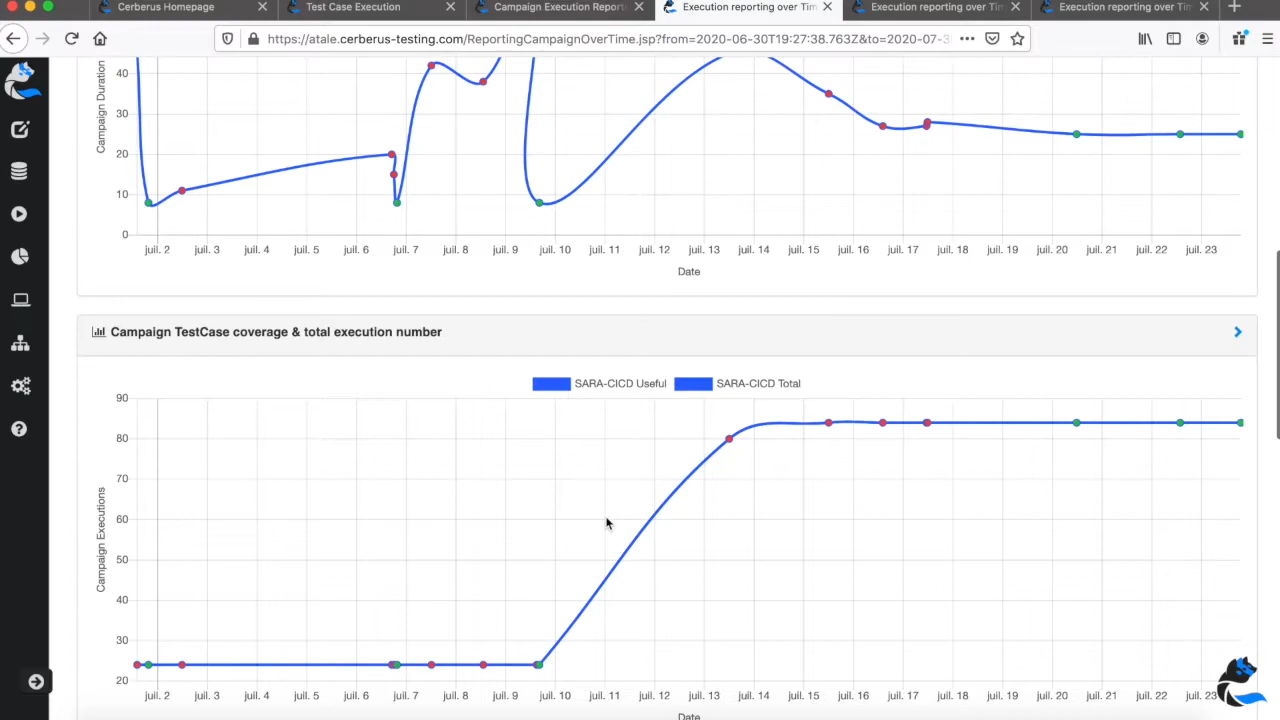 Cerberus Homepage
Test Case Execution
Campaign Execution Report
Execution reporting over Tim
Execution reporting over Tim
Execution reporting over Tim
https://atale.cerberus-testing.com/ReportingCampaignOverTime.jsp?from=2020-06-30T19:27:38.763Z&to=2020-07-3
Campaign Duration
40
30
20
10
0
juil. 2 juil. 3 juil. 4 juil. 5 juil. 6 juil. 7 juil. 8 juil. 9 juil. 10 juil. 11 juil. 12 juil. 13 juil. 14 juil. 15 juil. 16 juil. 17 juil. 18 juil. 19 juil. 20 juil. 21 juil. 22 juil. 23
Date
Campaign TestCase coverage & total execution number
SARA-CICD Useful SARA-CICD Total
Campaign Executions
90
80
70
60
50
40
30
20
juil. 2 juil. 3 juil. 4 juil. 5 juil. 6 juil. 7 juil. 8 juil. 9 juil. 10 juil. 11 juil. 12 juil. 13 juil. 14 juil. 15 juil. 16 juil. 17 juil. 18 juil. 19 juil. 20 juil. 21 juil. 22 juil. 23
Date